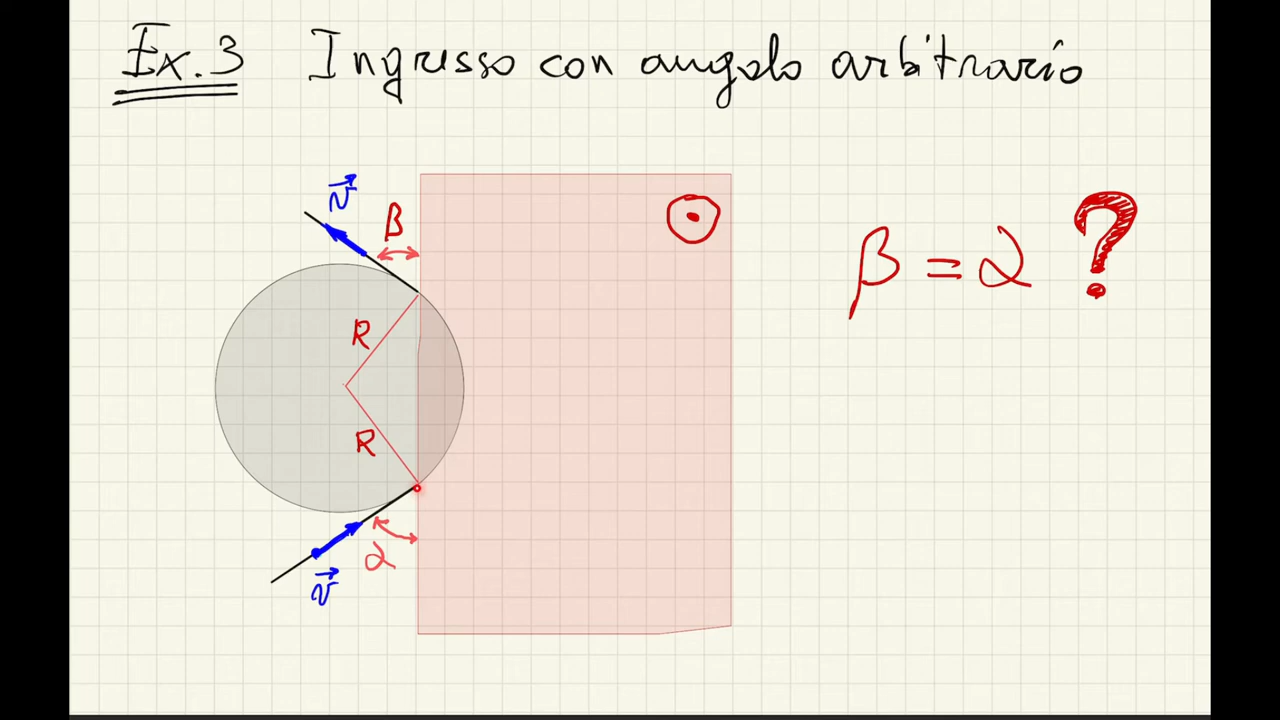 Ex. 3 Ingresso con angolo arbitrario
v⃗
β
β = α ?
R
R
α
v⃗